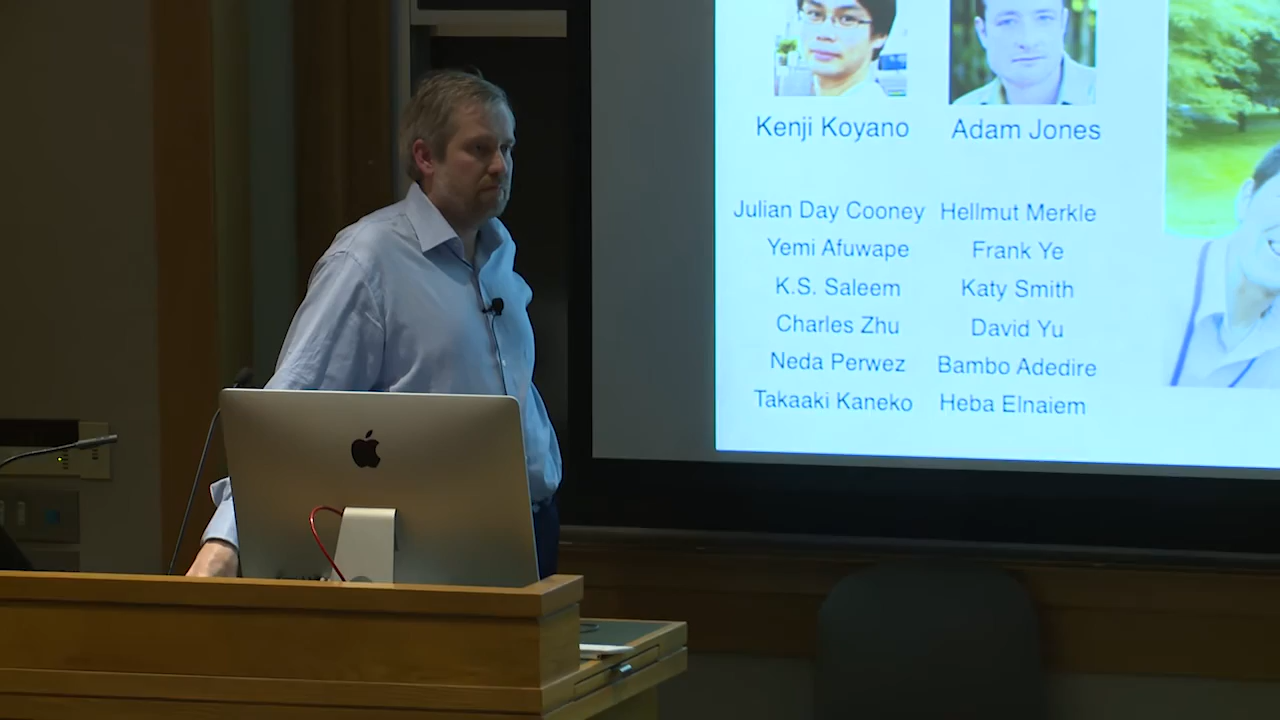 Kenji Koyano Adam Jones
Julian Day Cooney Hellmut Merkle
Yemi Afuwape Frank Ye
K.S. Saleem Katy Smith
Charles Zhu David Yu
Neda Perwez Bambo Adedire
Takaaki Kaneko Heba Elnaiem